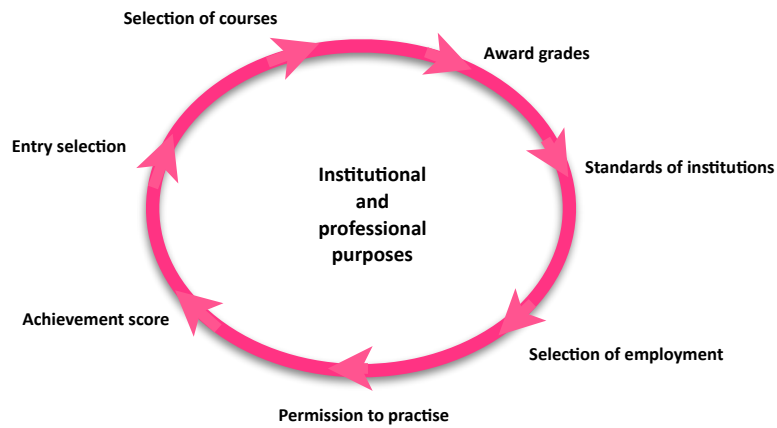 Selection of courses
Award grades
Entry selection
Standards of institutions
Institutional
and
professional
purposes
Achievement score
Selection of employment
Permission to practise